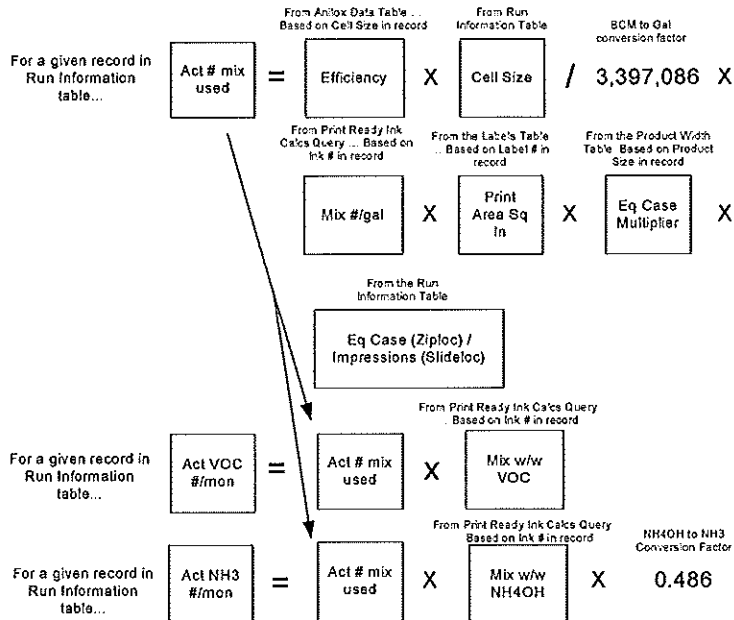 From Anilox Data Table ...
Based on Cell Size in record
From Run
Information Table
BCM to Gal
conversion factor
For a given record in
Run Information
table...
Act # mix
used
=
Efficiency
X
Cell Size
/
3,397,086
X
From Print Ready Ink
Calcs Query ... Based on
Ink # in record
From the Labels Table
... Based on Label # in
record
From the Product Width
Table Based on Product
Size in record
Mix #/gal
X
Print
Area Sq
In
X
Eq Case
Multiplier
X
From the Run
Information Table
Eq Case (Ziploc) /
Impressions (Slideloc)
From Print Ready Ink Calcs Query
.. Based on Ink # in record
For a given record in
Run Information
table...
Act VOC
#/mon
=
Act # mix
used
X
Mix w/w
VOC
From Print Ready Ink Calcs Query
Based on Ink # in record
NH4OH to NH3
Conversion Factor
For a given record in
Run Information
table...
Act NH3
#/mon
=
Act # mix
used
X
Mix w/w
NH4OH
X
0.486